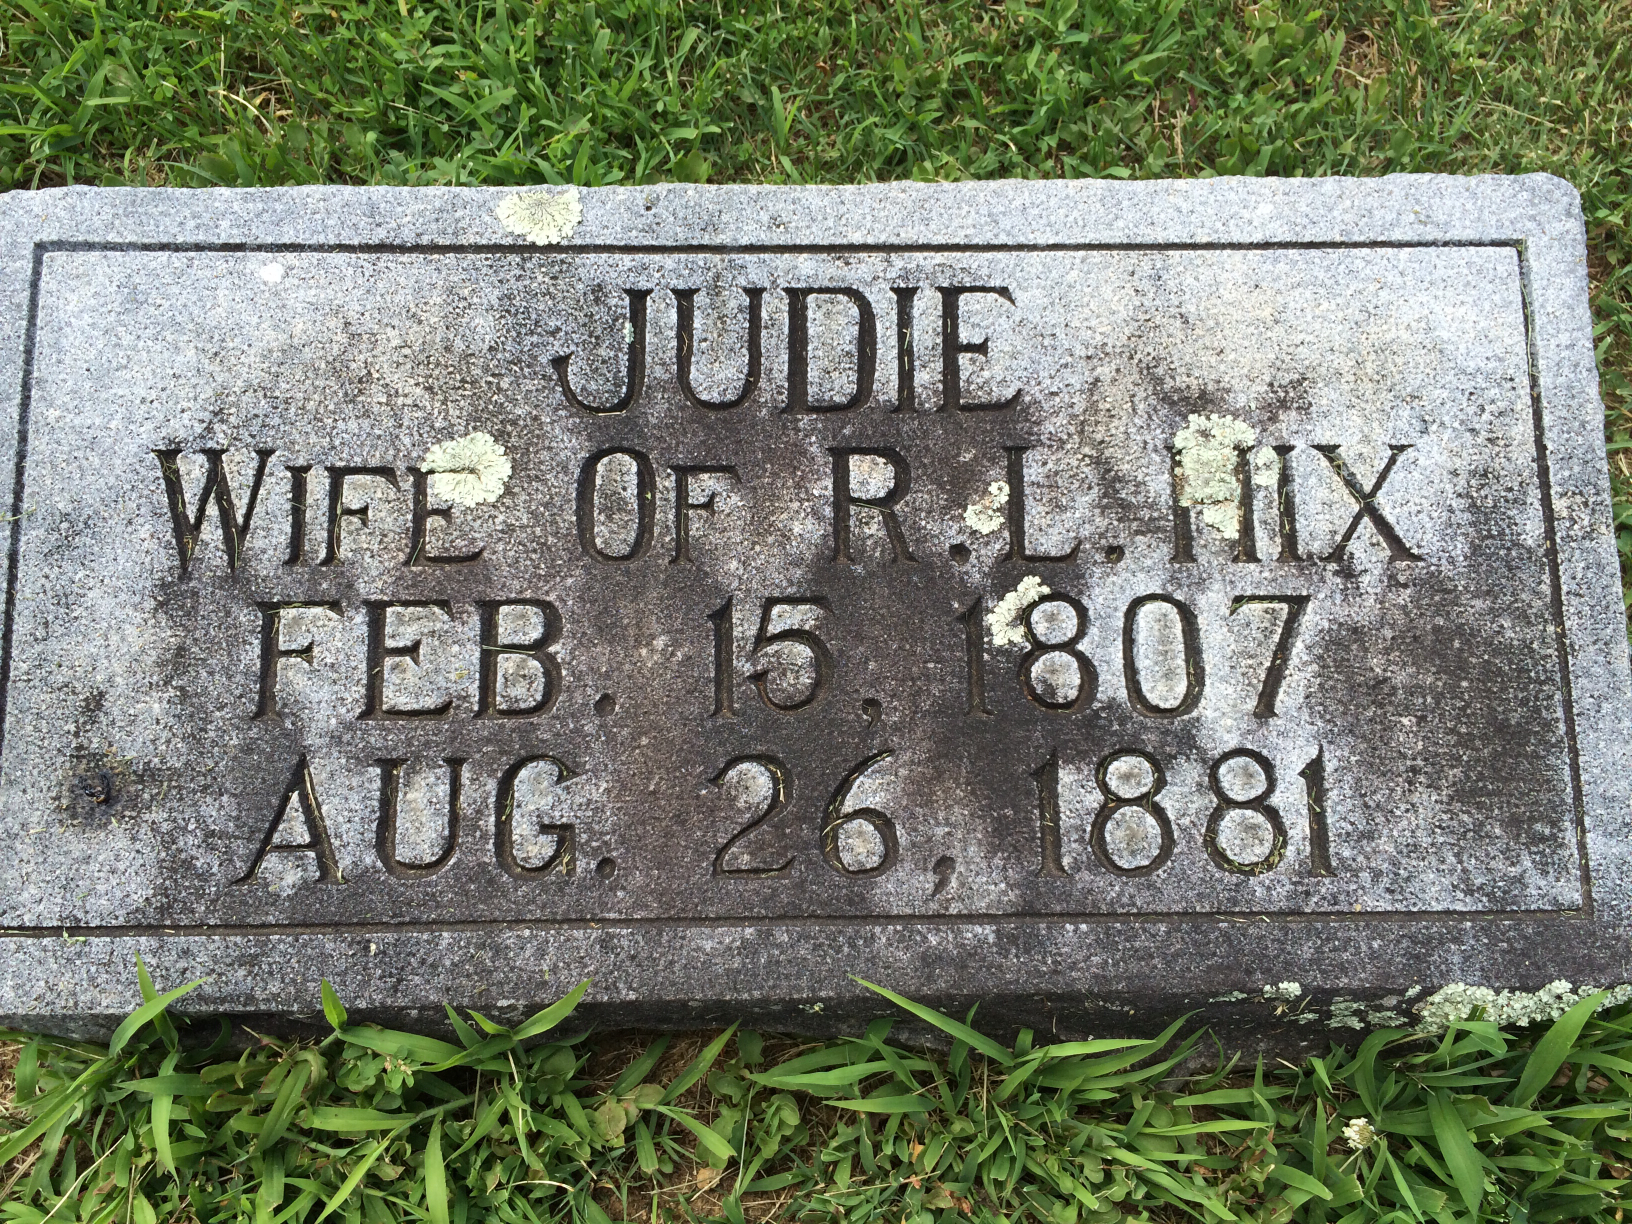 JUDIE
WIFE OF R.L. HIX
FEB. 15, 1807
AUG. 26, 1881